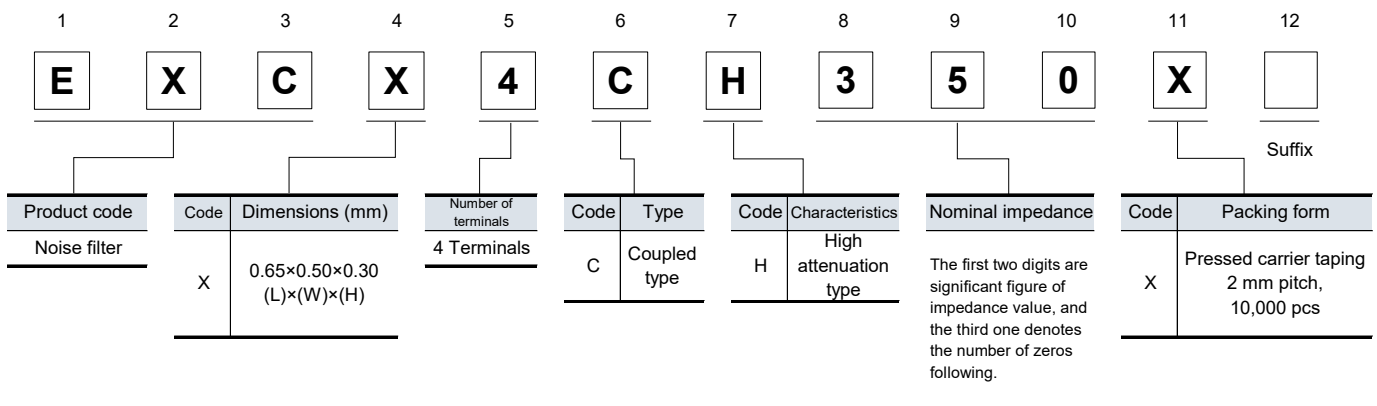 1 2 3 4 5 6 7 8 9 10 11 12
E X C X 4 C H 3 5 0 X
Suffix
Product code
Noise filter
Code Dimensions (mm)
X 0.65×0.50×0.30
(L)×(W)×(H)
Number of
terminals
4 Terminals
Code Type
C Coupled
type
Code Characteristics
H High
attenuation
type
Nominal impedance
The first two digits are
significant figure of
impedance value, and
the third one denotes
the number of zeros
following.
Code Packing form
X Pressed carrier taping
2 mm pitch,
10,000 pcs